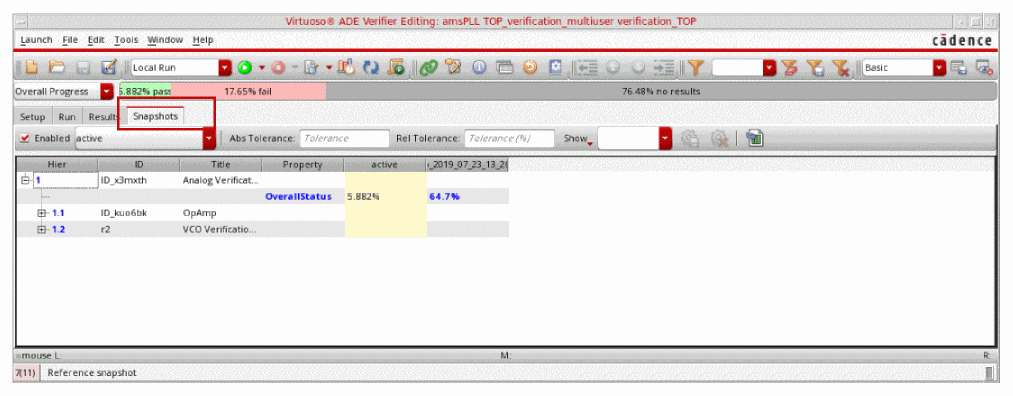 Virtuoso® ADE Verifier Editing: amsPLL TOP_verification_multiuser verification_TOP
Launch File Edit Tools Window Help cādence
Local Run Basic
Overall Progress 5.882% pass 17.65% fail 76.48% no results
Setup Run Results Snapshots
Enabled active Abs Tolerance: Tolerance Rel Tolerance: Tolerance (%) Show
Hier ID Title Property active _2019_07_23_13_2
1 ID_x3mxth Analog Verificat...
OverallStatus 5.882% 64.7%
1.1 ID_kuo6bk OpAmp
1.2 r2 VCO Verificatio...
mouse L: M: R:
7(11) Reference snapshot